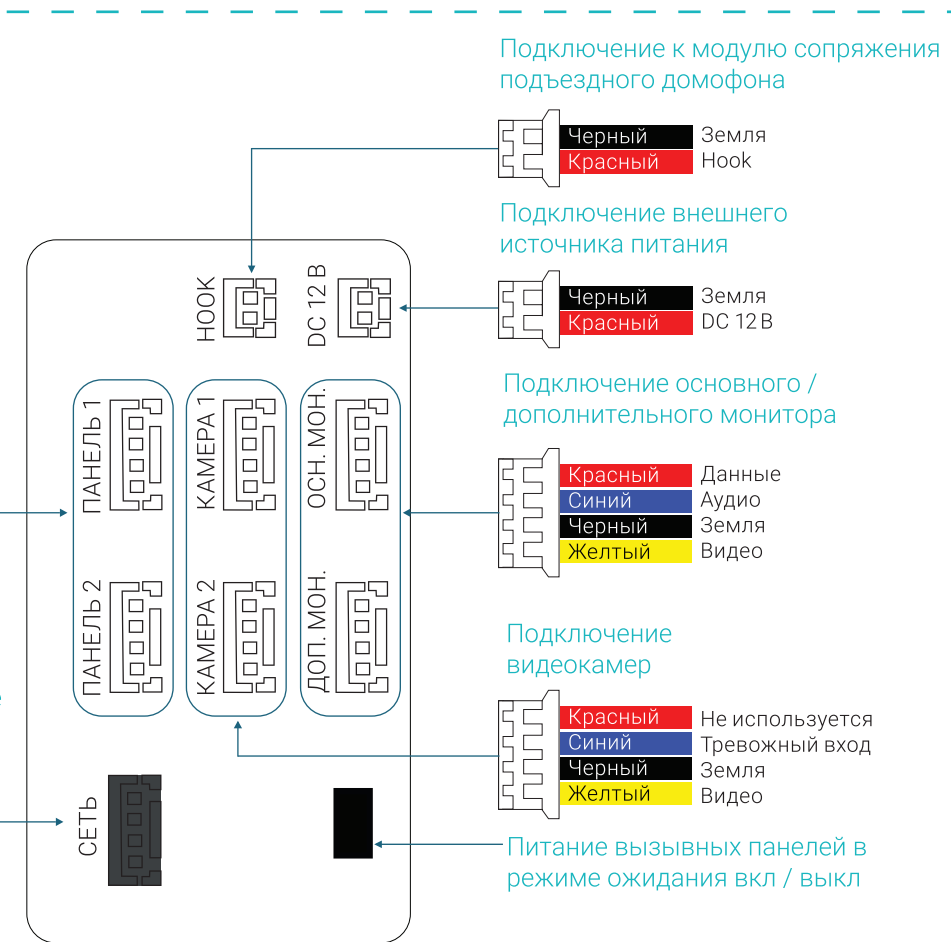 Подключение к модулю сопряжения
подъездного домофона
Черный Земля
Красный Hook
Подключение внешнего
источника питания
Черный Земля
Красный DC 12 В
HOOK
DC 12 В
Подключение основного /
дополнительного монитора
Красный Данные
Синий Аудио
Черный Земля
Желтый Видео
ПАНЕЛЬ 1
КАМЕРА 1
ОСН. МОН.
ПАНЕЛЬ 2
КАМЕРА 2
ДОП. МОН.
Подключение
видеокамер
Красный Не используется
Синий Тревожный вход
Черный Земля
Желтый Видео
СЕТЬ
Питание вызывных панелей в
режиме ожидания вкл / выкл